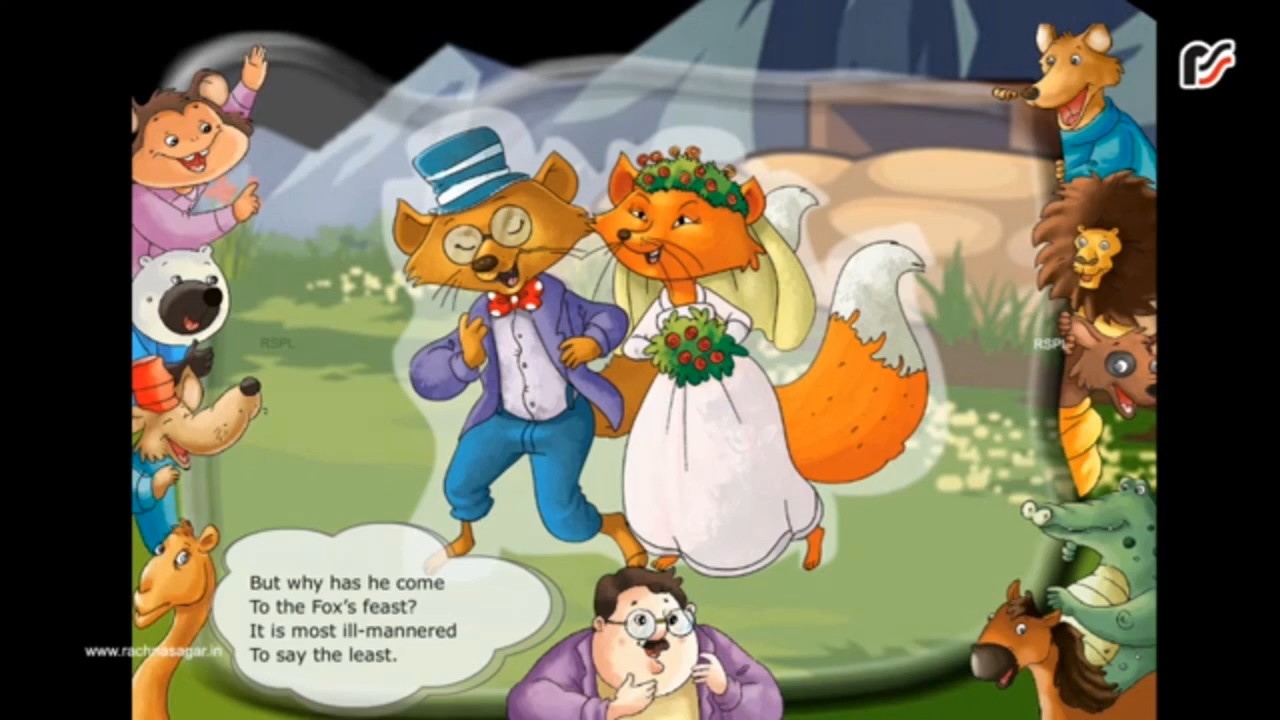 RSPL
RSPL
But why has he come
To the Fox's feast?
It is most ill-mannered
To say the least.
www.rachnasagar.in